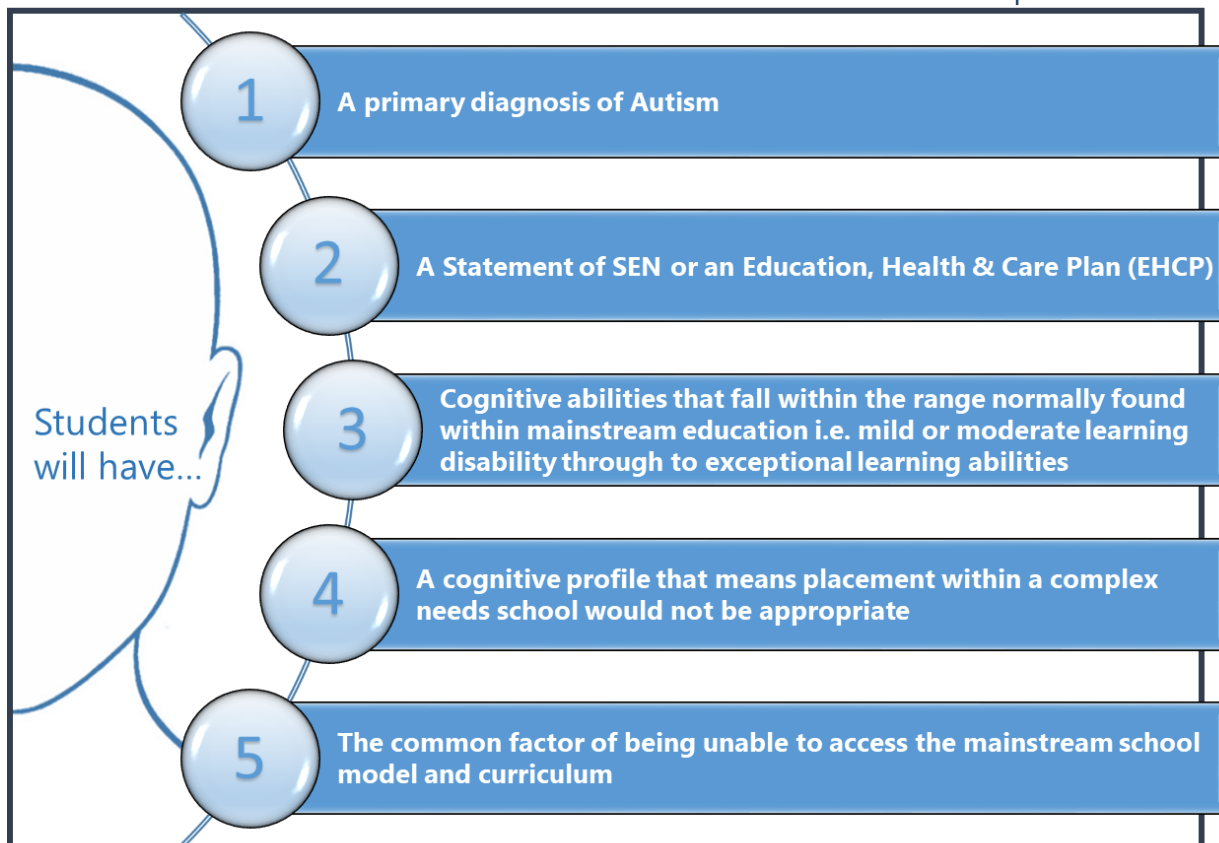 1
A primary diagnosis of Autism
2
A Statement of SEN or an Education, Health & Care Plan (EHCP)
Students
will have...
3
Cognitive abilities that fall within the range normally found
within mainstream education i.e. mild or moderate learning
disability through to exceptional learning abilities
4
A cognitive profile that means placement within a complex
needs school would not be appropriate
5
The common factor of being unable to access the mainstream school
model and curriculum